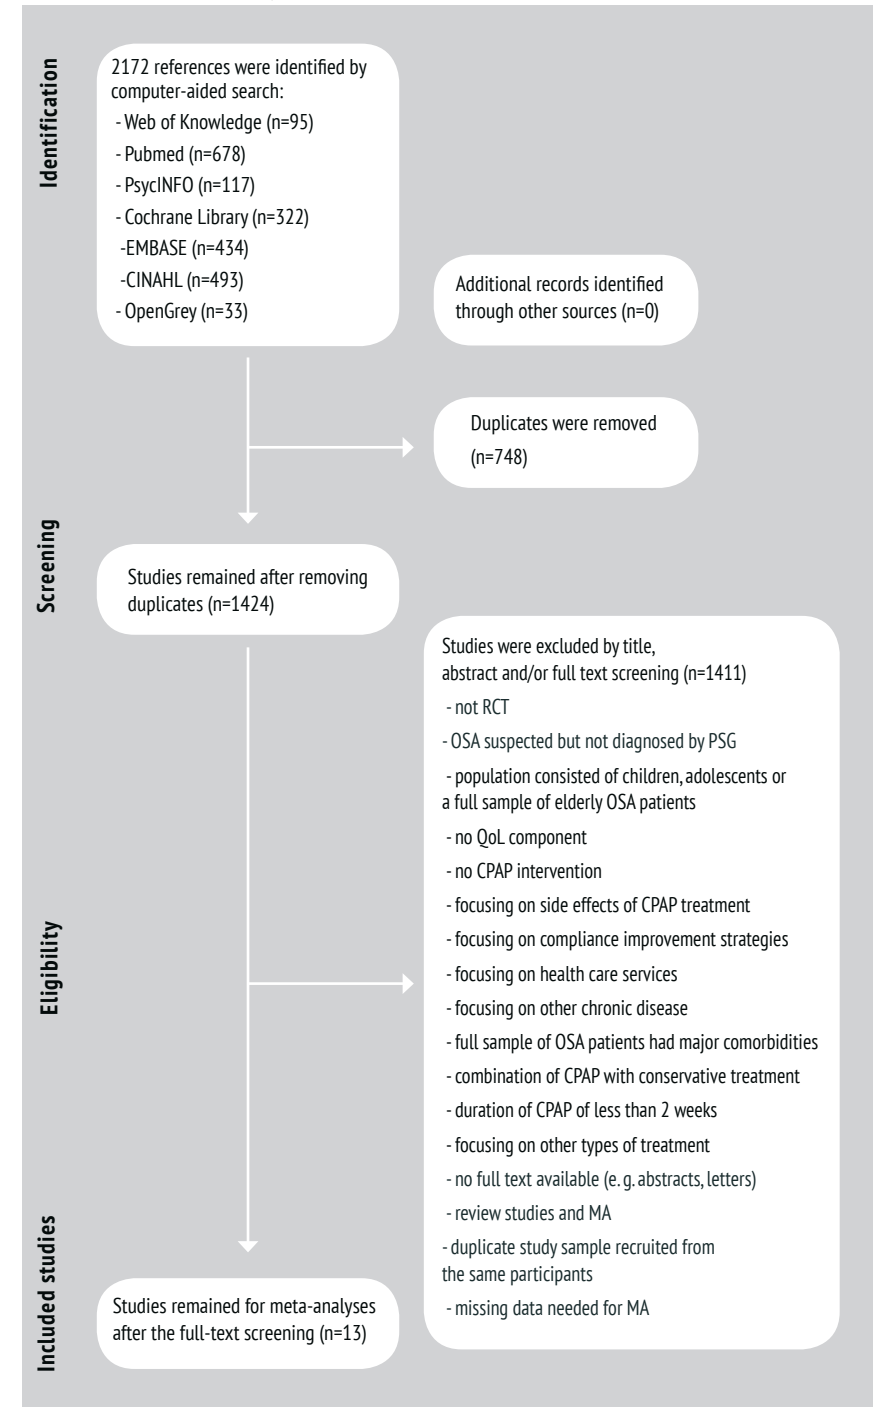 Identification
2172 references were identified by
computer-aided search:
- Web of Knowledge (n=95)
- Pubmed (n=678)
- PsycINFO (n=117)
- Cochrane Library (n=322)
-EMBASE (n=434)
-CINAHL (n=493)
- OpenGrey (n=33)
Additional records identified
through other sources (n=0)
Duplicates were removed
(n=748)
Screening
Studies remained after removing
duplicates (n=1424)
Studies were excluded by title,
abstract and/or full text screening (n=1411)
- not RCT
- OSA suspected but not diagnosed by PSG
- population consisted of children, adolescents or
a full sample of elderly OSA patients
- no QoL component
- no CPAP intervention
- focusing on side effects of CPAP treatment
- focusing on compliance improvement strategies
- focusing on health care services
- focusing on other chronic disease
- full sample of OSA patients had major comorbidities
- combination of CPAP with conservative treatment
- duration of CPAP of less than 2 weeks
- focusing on other types of treatment
- no full text available (e. g. abstracts, letters)
- review studies and MA
- duplicate study sample recruited from
the same participants
- missing data needed for MA
Eligibility
Included studies
Studies remained for meta-analyses
after the full-text screening (n=13)